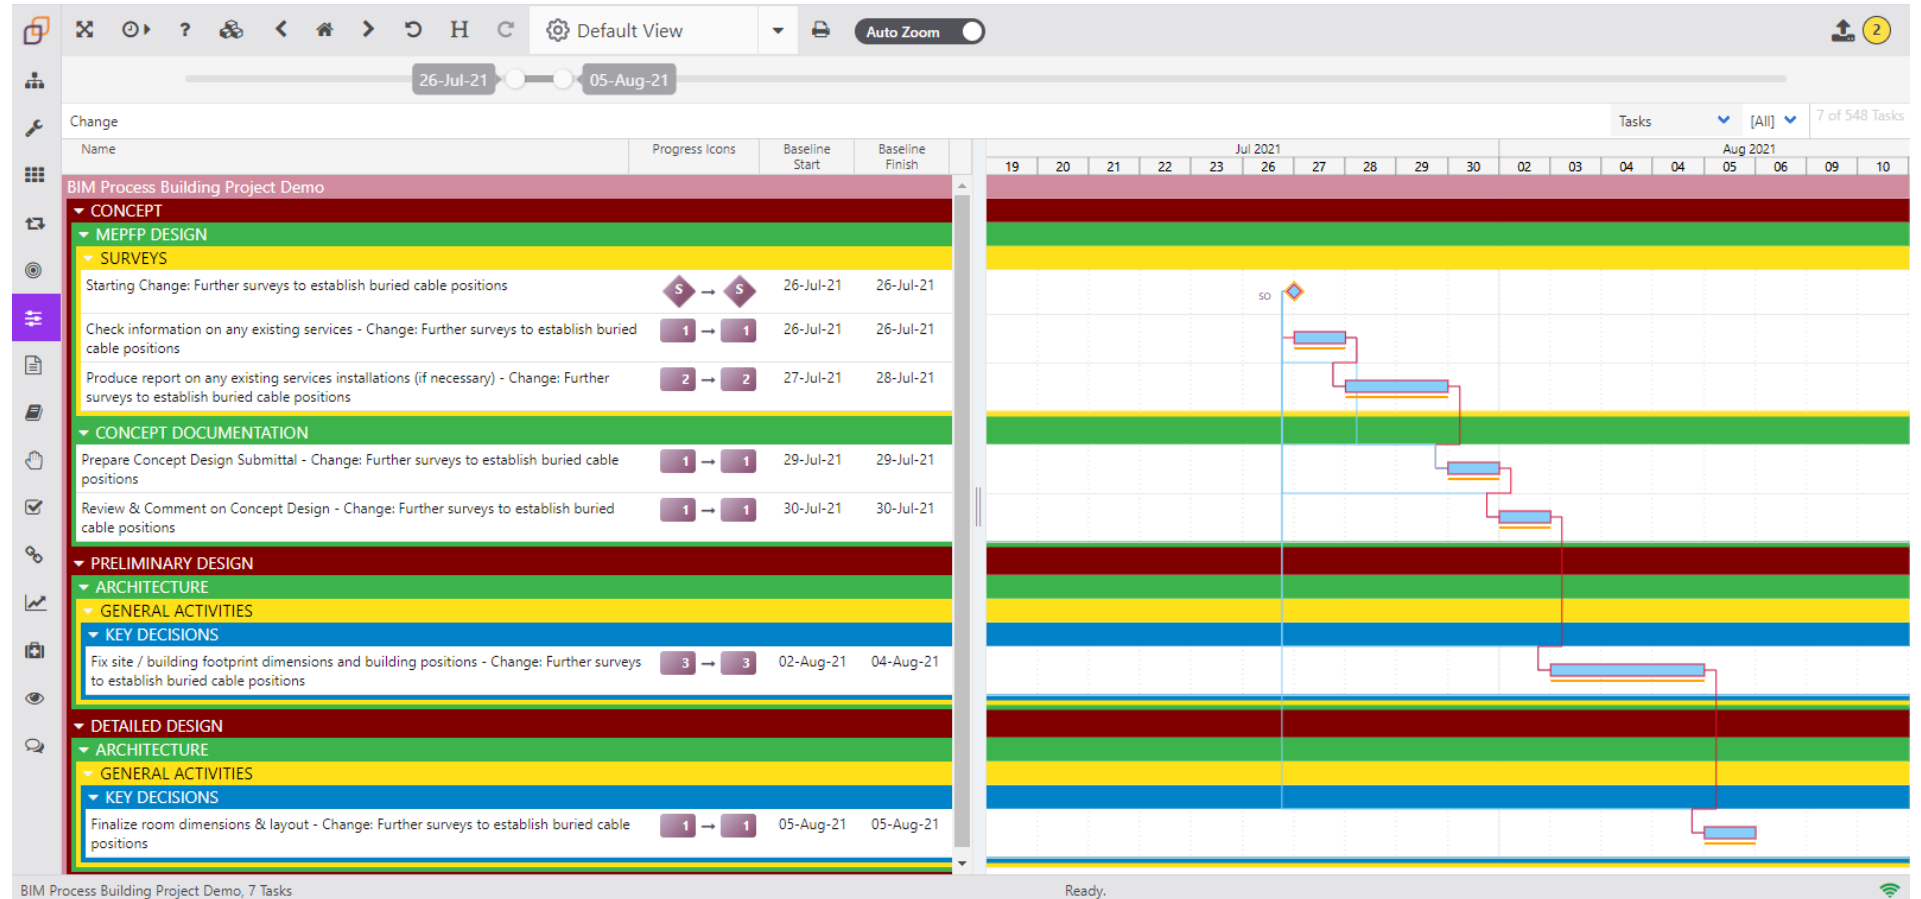 ? H Default View Auto Zoom 2
26-Jul-21 05-Aug-21
Change Tasks [All] 7 of 548 Tasks
Name Progress Icons Baseline Start Baseline Finish
Jul 2021 Aug 2021
19 20 21 22 23 26 27 28 29 30 02 03 04 04 05 06 09 10
BIM Process Building Project Demo
CONCEPT
MEPFP DESIGN
SURVEYS
Starting Change: Further surveys to establish buried cable positions S → S 26-Jul-21 26-Jul-21
SO
Check information on any existing services - Change: Further surveys to establish buried 1 → 1 26-Jul-21 26-Jul-21
cable positions
Produce report on any existing services installations (if necessary) - Change: Further 2 → 2 27-Jul-21 28-Jul-21
surveys to establish buried cable positions
CONCEPT DOCUMENTATION
Prepare Concept Design Submittal - Change: Further surveys to establish buried cable 1 → 1 29-Jul-21 29-Jul-21
positions
Review & Comment on Concept Design - Change: Further surveys to establish buried 1 → 1 30-Jul-21 30-Jul-21
cable positions
PRELIMINARY DESIGN
ARCHITECTURE
GENERAL ACTIVITIES
KEY DECISIONS
Fix site / building footprint dimensions and building positions - Change: Further surveys 3 → 3 02-Aug-21 04-Aug-21
to establish buried cable positions
DETAILED DESIGN
ARCHITECTURE
GENERAL ACTIVITIES
KEY DECISIONS
Finalize room dimensions & layout - Change: Further surveys to establish buried cable 1 → 1 05-Aug-21 05-Aug-21
positions
BIM Process Building Project Demo, 7 Tasks Ready.